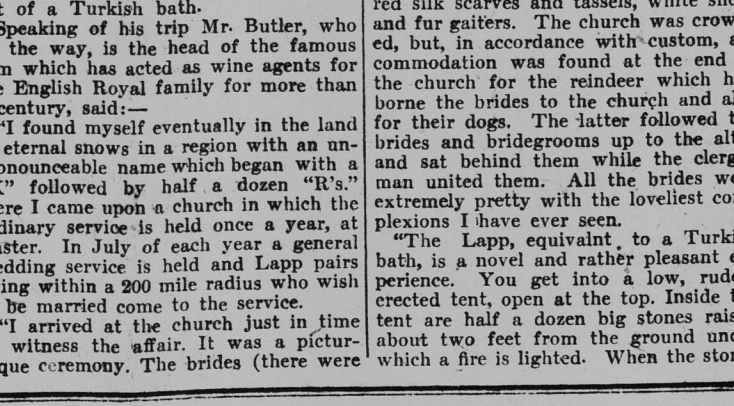 t of a Turkish bath.
Speaking of his trip Mr. Butler, who
the way, is the head of the famous
m which has acted as wine agents for
e English Royal family for more than
century, said:—
"I found myself eventually in the land
eternal snows in a region with an un-
onounceable name which began with a
" followed by half a dozen "R's."
ere I came upon a church in which the
dinary service is held once a year, at
aster. In July of each year a general
edding service is held and Lapp pairs
ing within a 200 mile radius who wish
be married come to the service.
"I arrived at the church just in time
witness the affair. It was a pictur-
que ceremony. The brides (there were
red silk scarves and tassels, white
and fur gaiters. The church was crow
ed, but, in accordance with custom, a
commodation was found at the end
the church for the reindeer which h
borne the brides to the church and al
for their dogs. The latter followed t
brides and bridegrooms up to the alt
and sat behind them while the clerg
man united them. All the brides we
extremely pretty with the loveliest co
plexions I have ever seen.
"The Lapp, equivalnt to a Turki
bath, is a novel and rather pleasant e
perience. You get into a low, rude
erected tent, open at the top. Inside t
tent are half a dozen big stones rais
about two feet from the ground und
which a fire is lighted. When the ston